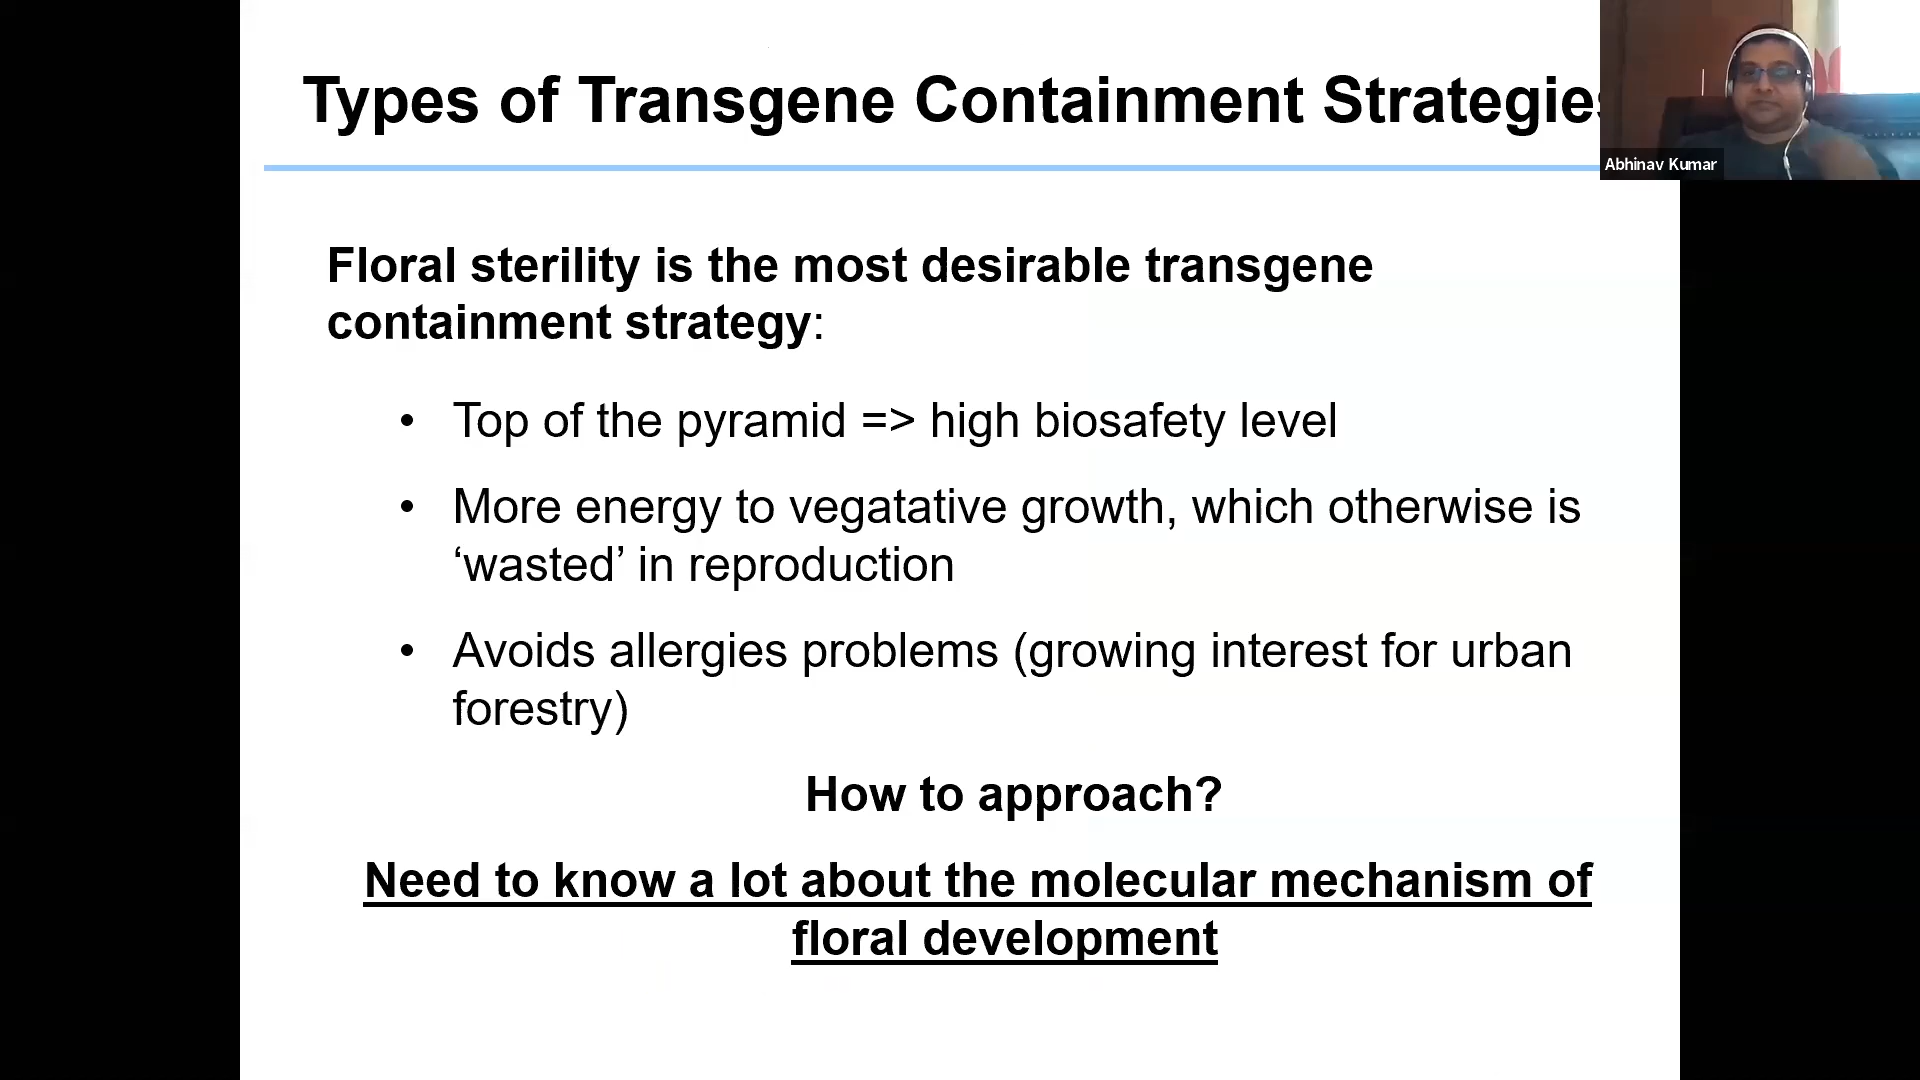 Types of Transgene Containment Strategies
Abhinav Kumar
Floral sterility is the most desirable transgene
containment strategy:
• Top of the pyramid => high biosafety level
• More energy to vegatative growth, which otherwise is
‘wasted’ in reproduction
• Avoids allergies problems (growing interest for urban
forestry)
How to approach?
Need to know a lot about the molecular mechanism of
floral development